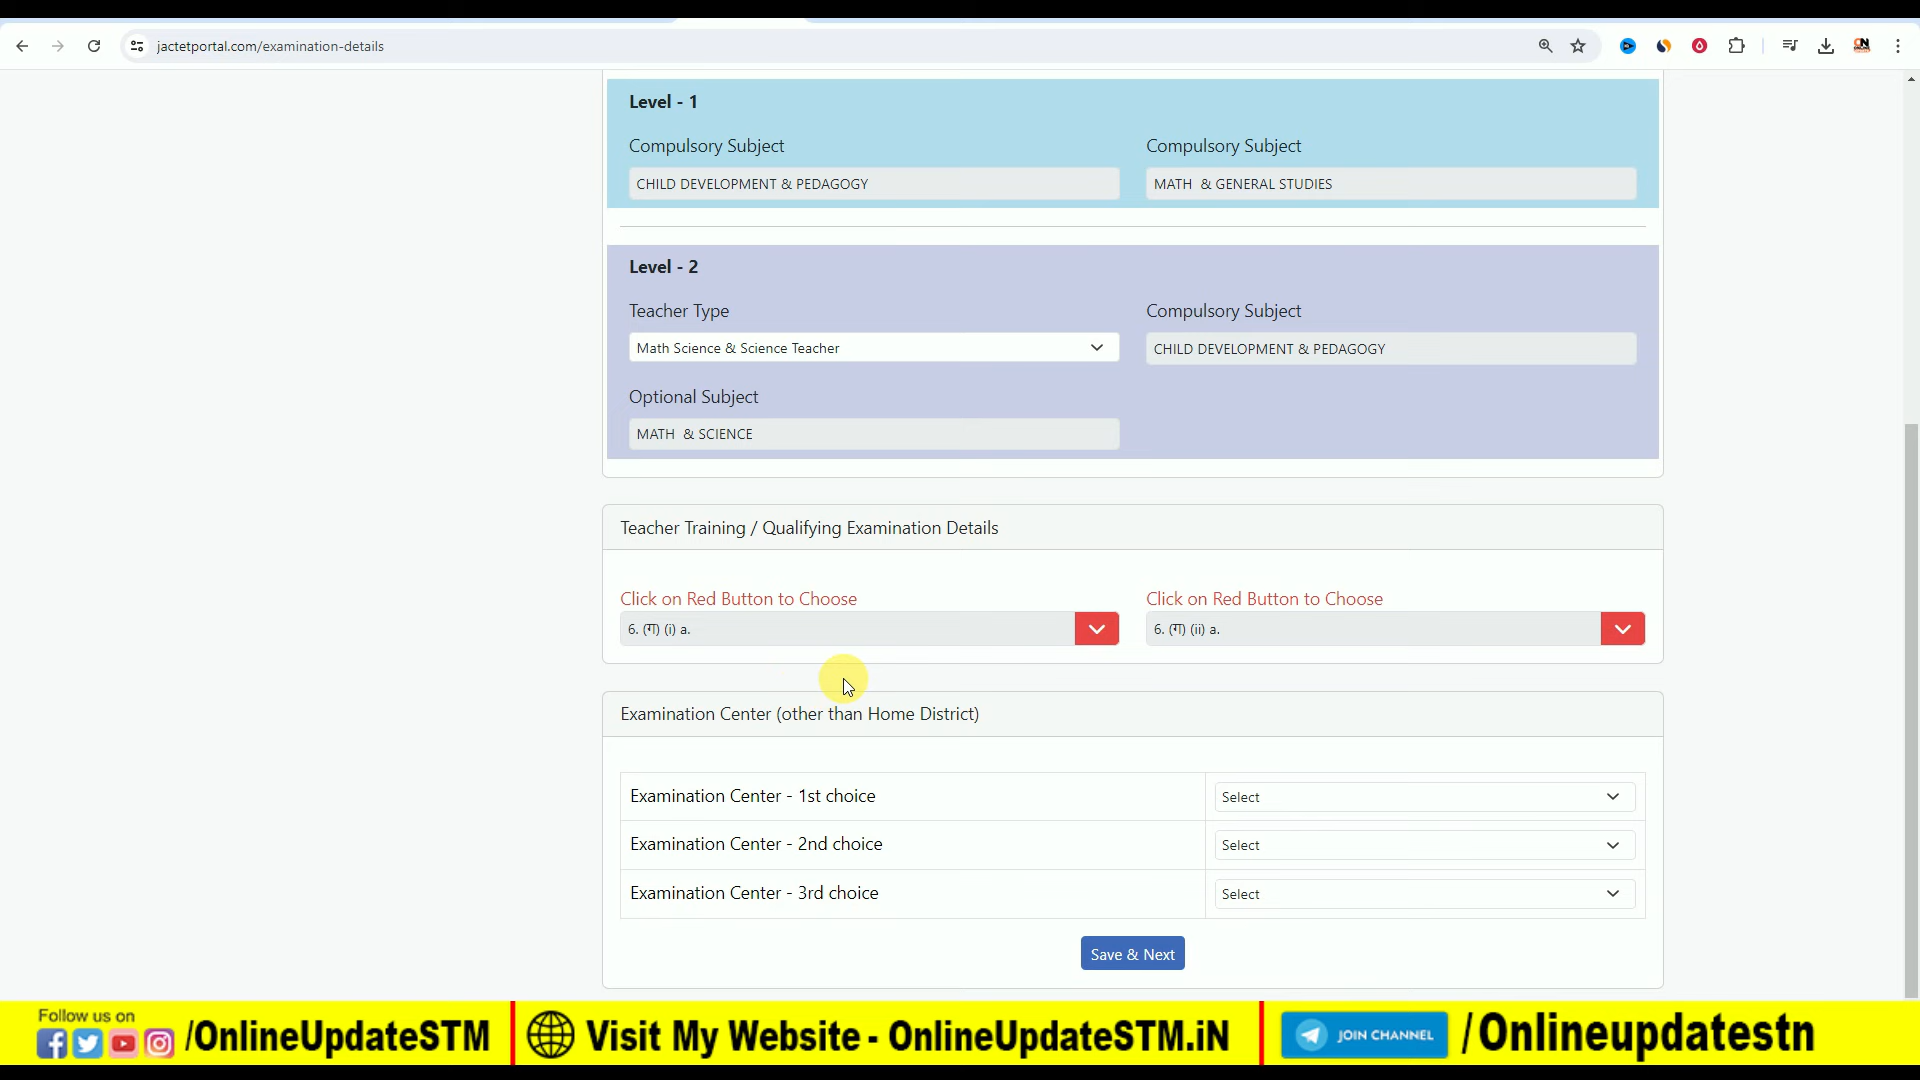 jactetportal.com/examination-details
Level - 1
Compulsory Subject
Compulsory Subject
CHILD DEVELOPMENT & PEDAGOGY
MATH & GENERAL STUDIES
Level - 2
Teacher Type
Compulsory Subject
Math Science & Science Teacher
CHILD DEVELOPMENT & PEDAGOGY
Optional Subject
MATH & SCIENCE
Teacher Training / Qualifying Examination Details
Click on Red Button to Choose
Click on Red Button to Choose
6. (ग) (i) a.
6. (ग) (ii) a.
Examination Center (other than Home District)
Examination Center - 1st choice
Select
Examination Center - 2nd choice
Select
Examination Center - 3rd choice
Select
Save & Next
Follow us on
/OnlineUpdateSTM
Visit My Website - OnlineUpdateSTM.iN
JOIN CHANNEL
/Onlineupdatestn